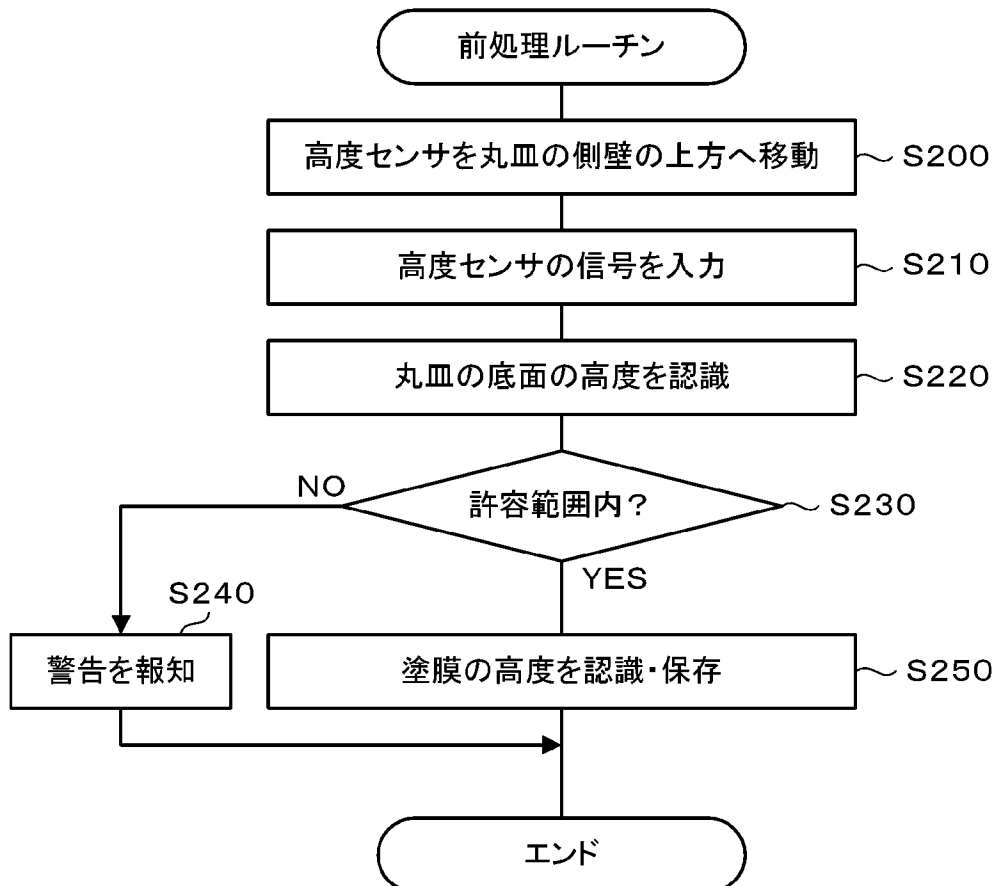 前処理ルーチン
高度センサを丸皿の側壁の上方へ移動
S200
高度センサの信号を入力
S210
丸皿の底面の高度を認識
S220
NO
許容範囲内?
S230
YES
S240
警告を報知
塗膜の高度を認識・保存
S250
エンド